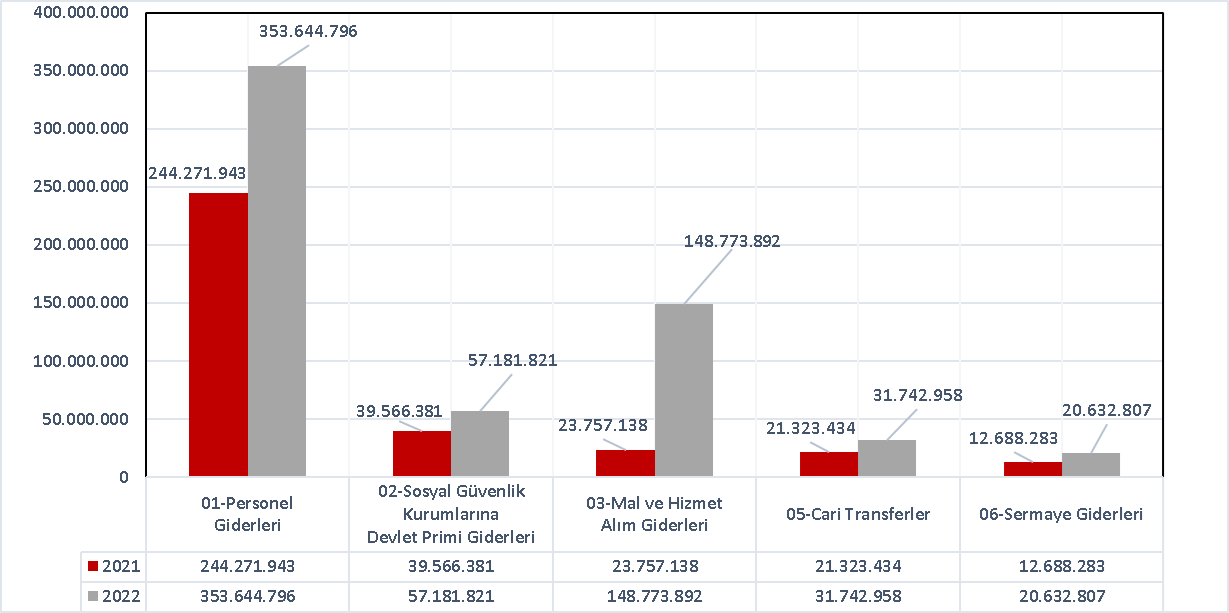 400.000.000
350.000.000
300.000.000
250.000.000
200.000.000
150.000.000
100.000.000
50.000.000
0
353.644.796
244.271.943
148.773.892
57.181.821
39.566.381
23.757.138
31.742.958
21.323.434
20.632.807
12.688.283
01-Personel
Giderleri
02-Sosyal Güvenlik
Kurumlarına
Devlet Primi Giderleri
03-Mal ve Hizmet
Alım Giderleri
05-Cari Transferler
06-Sermaye Giderleri
2021 244.271.943 39.566.381 23.757.138 21.323.434 12.688.283
2022 353.644.796 57.181.821 148.773.892 31.742.958 20.632.807